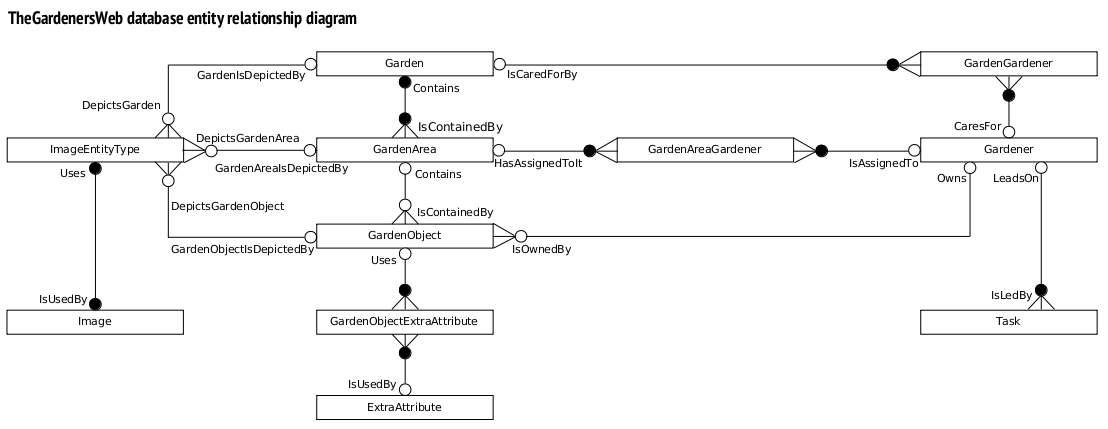 TheGardenersWeb database entity relationship diagram
Garden
GardenGardener
GardenIsDepictedBy
IsCaredForBy
Contains
DepictsGarden
IsContainedBy
CaresFor
DepictsGardenArea
ImageEntityType
GardenArea
GardenAreaGardener
Gardener
GardenAreaIsDepictedBy
HasAssignedToIt
IsAssignedTo
Uses
Contains
Owns
LeadsOn
DepictsGardenObject
IsContainedBy
GardenObject
GardenObjectIsDepictedBy
IsOwnedBy
Uses
IsUsedBy
IsLedBy
Image
GardenObjectExtraAttribute
Task
IsUsedBy
ExtraAttribute